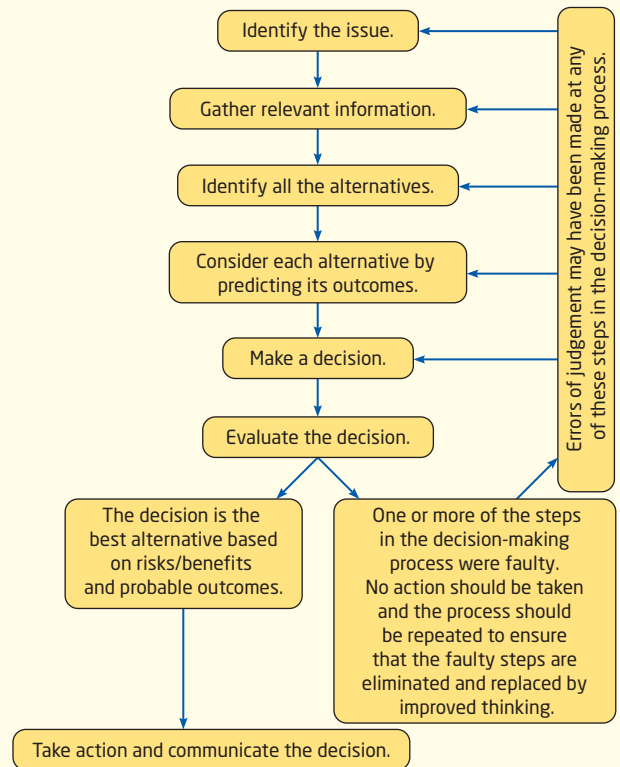 Identify the issue.
Gather relevant information.
Identify all the alternatives.
Consider each alternative by
predicting its outcomes.
Make a decision.
Evaluate the decision.
The decision is the
best alternative based
on risks/benefits
and probable outcomes.
One or more of the steps
in the decision-making
process were faulty.
No action should be taken
and the process should
be repeated to ensure
that the faulty steps are
eliminated and replaced by
improved thinking.
Take action and communicate the decision.
Errors of judgement may have been made at any
of these steps in the decision-making process.